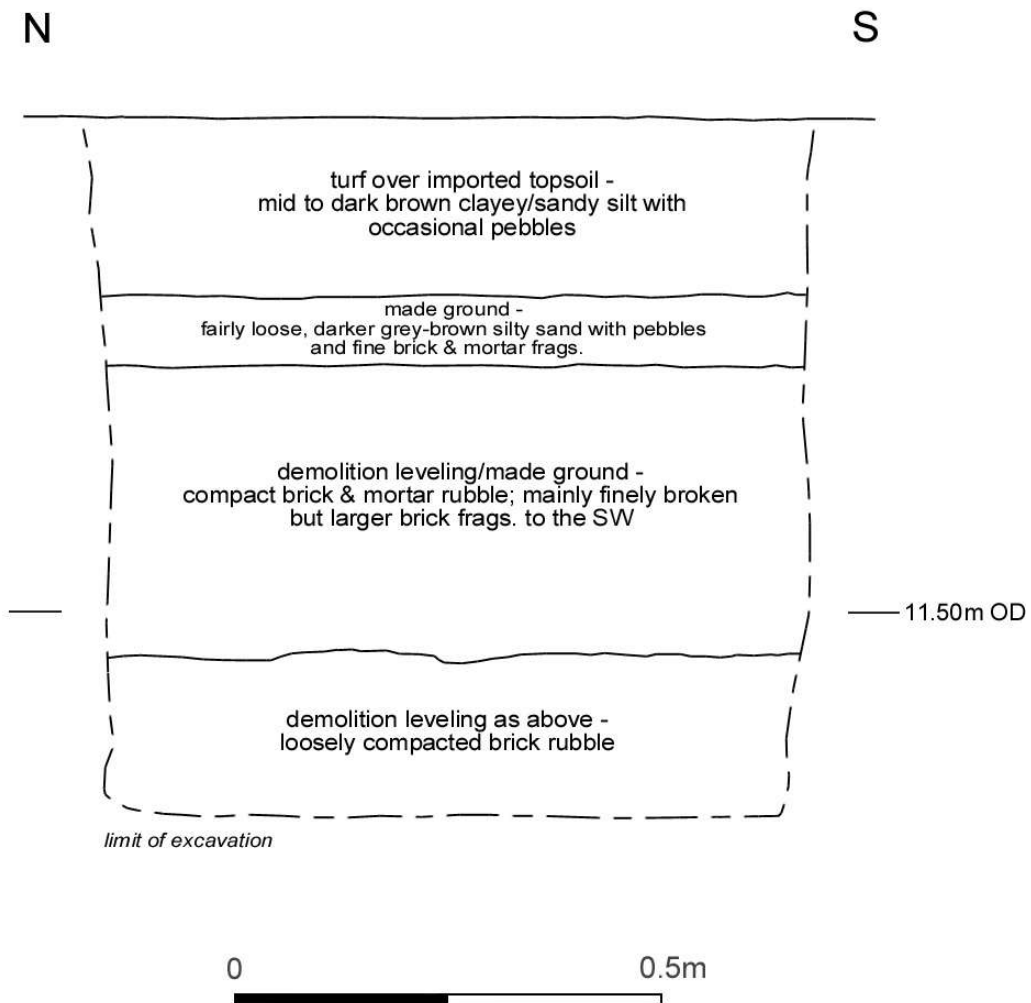 N
S
turf over imported topsoil -
mid to dark brown clayey/sandy silt with
occasional pebbles
made ground -
fairly loose, darker grey-brown silty sand with pebbles
and fine brick & mortar frags.
demolition leveling/made ground -
compact brick & mortar rubble; mainly finely broken
but larger brick frags. to the SW
11.50m OD
demolition leveling as above -
loosely compacted brick rubble
limit of excavation
0
0.5m